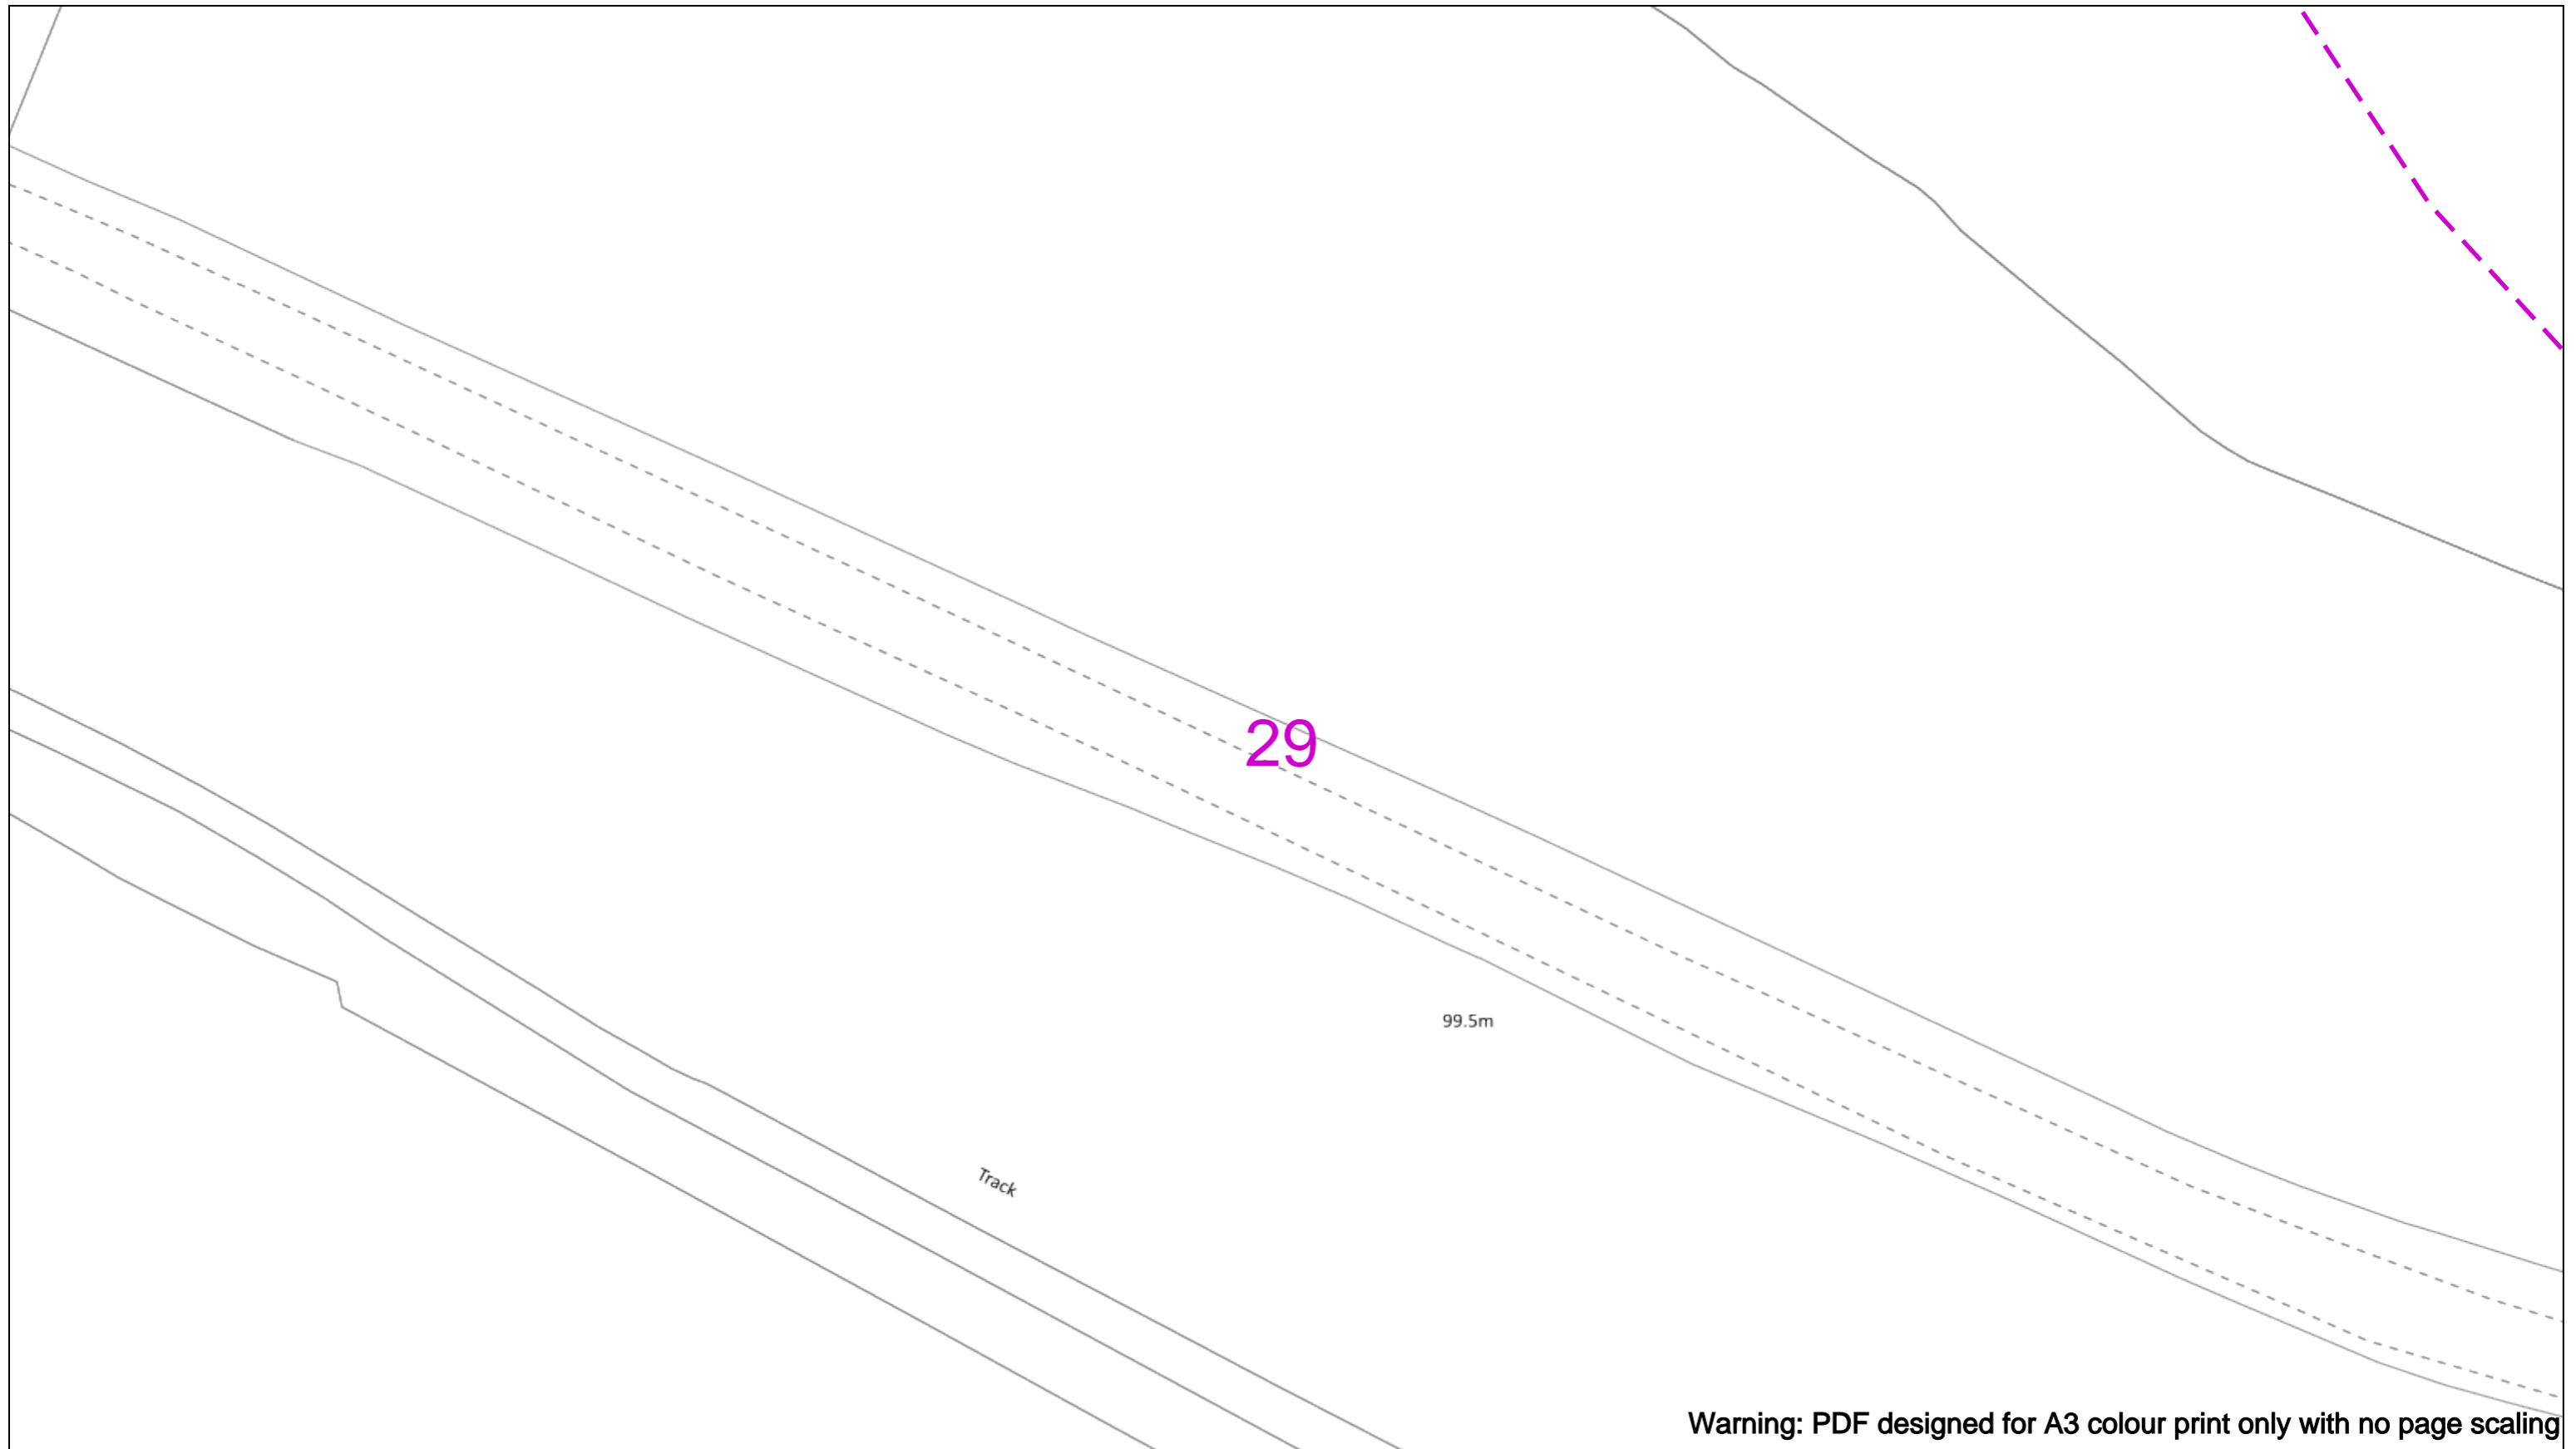 29
99.5m
Track
Warning: PDF designed for A3 colour print only with no page scaling